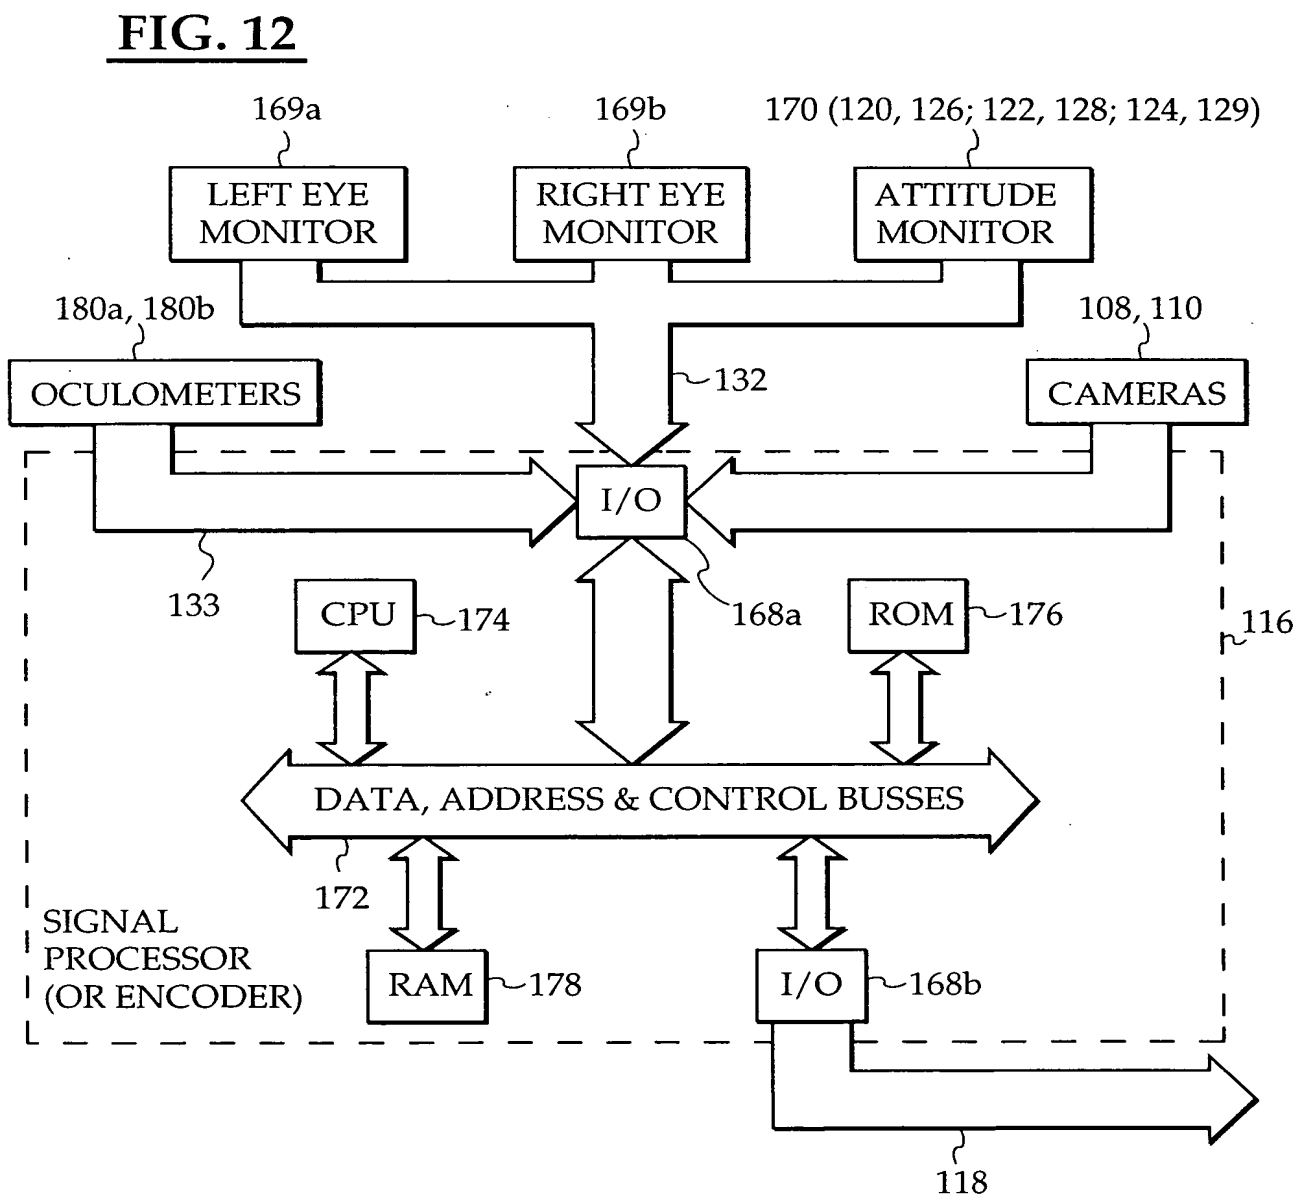 FIG. 12
169a
169b
170 (120, 126; 122, 128; 124, 129)
LEFT EYE
MONITOR
RIGHT EYE
MONITOR
ATTITUDE
MONITOR
180a, 180b
108, 110
OCULOMETERS
132
CAMERAS
I/O
133
CPU
174
168a
ROM
176
116
DATA, ADDRESS & CONTROL BUSSES
172
SIGNAL
PROCESSOR
(OR ENCODER)
RAM
178
I/O
168b
118